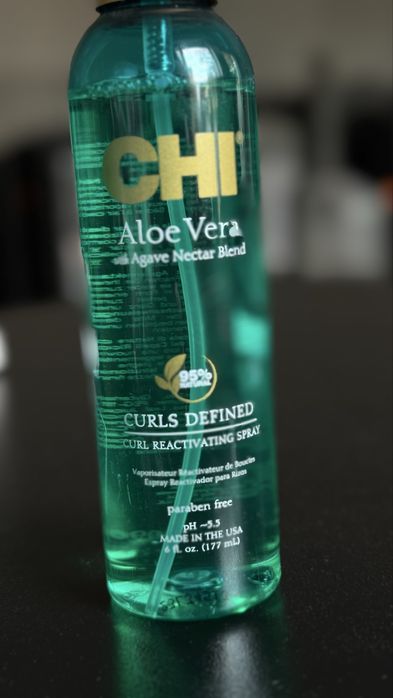 CHI®
Aloe Vera
with Agave Nectar Blend
95%
NATURAL
CURLS DEFINED
CURL REACTIVATING SPRAY
Vaporisateur Réactivateur de Boucles
Espray Reactivador para Rizos
paraben free
pH ~5.5
MADE IN THE USA
6 fl. oz. (177 mL)